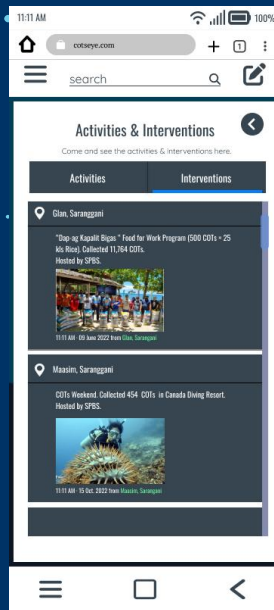 11:11 AM 100%
cotseye.com 1
search
Activities & Interventions
Come and see the activities & interventions here.
Activities Interventions
Glan, Saranggani
"Dap-ag Kapalit Bigas " Food for
Work Program (500 COTs = 25
kls Rice). Collected 11,764 COTs.
Hosted by SPBS.
11:11 AM · 09 June 2022 from Glan, Sarangani
Maasim, Saranggani
COTs Weekend. Collected 454 COTs in Canada Diving Resort.
Hosted by SPBS.
11:11 AM · 15 Oct. 2022 from Maasim, Sarangani